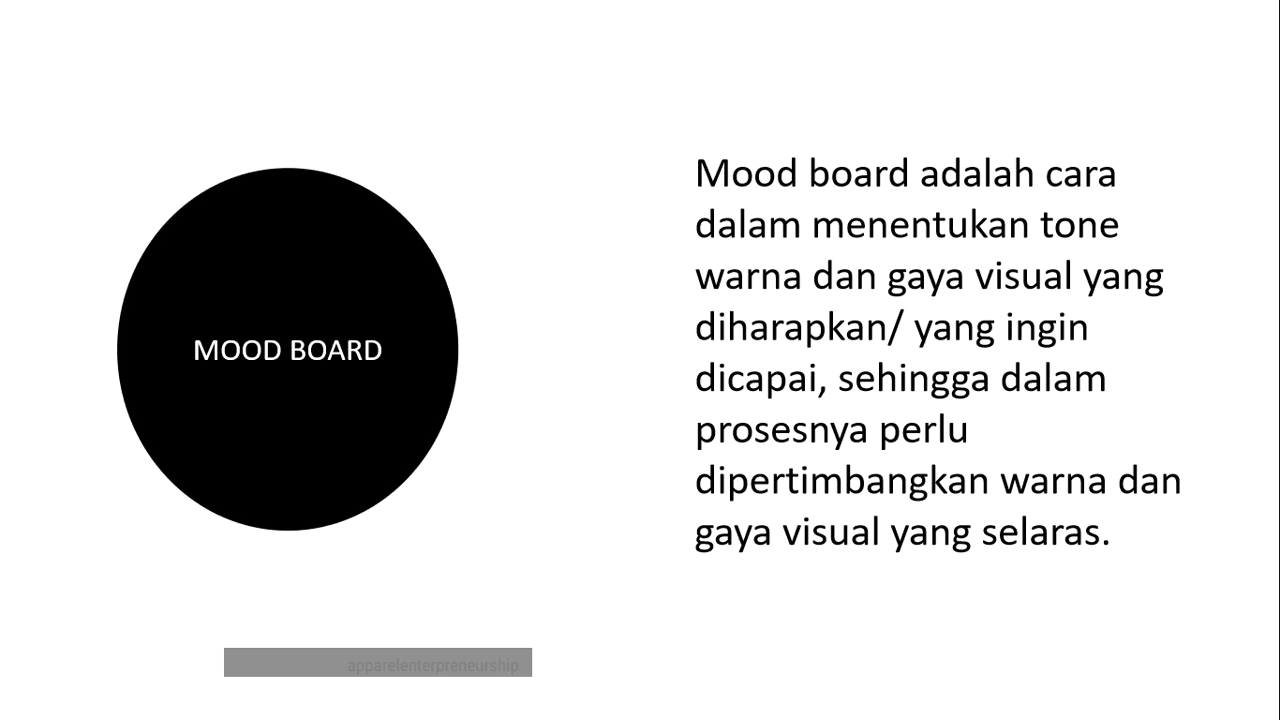 MOOD BOARD
Mood board adalah cara
dalam menentukan tone
warna dan gaya visual yang
diharapkan/ yang ingin
dicapai, sehingga dalam
prosesnya perlu
dipertimbangkan warna dan
gaya visual yang selaras.
apparelenterpreneurship